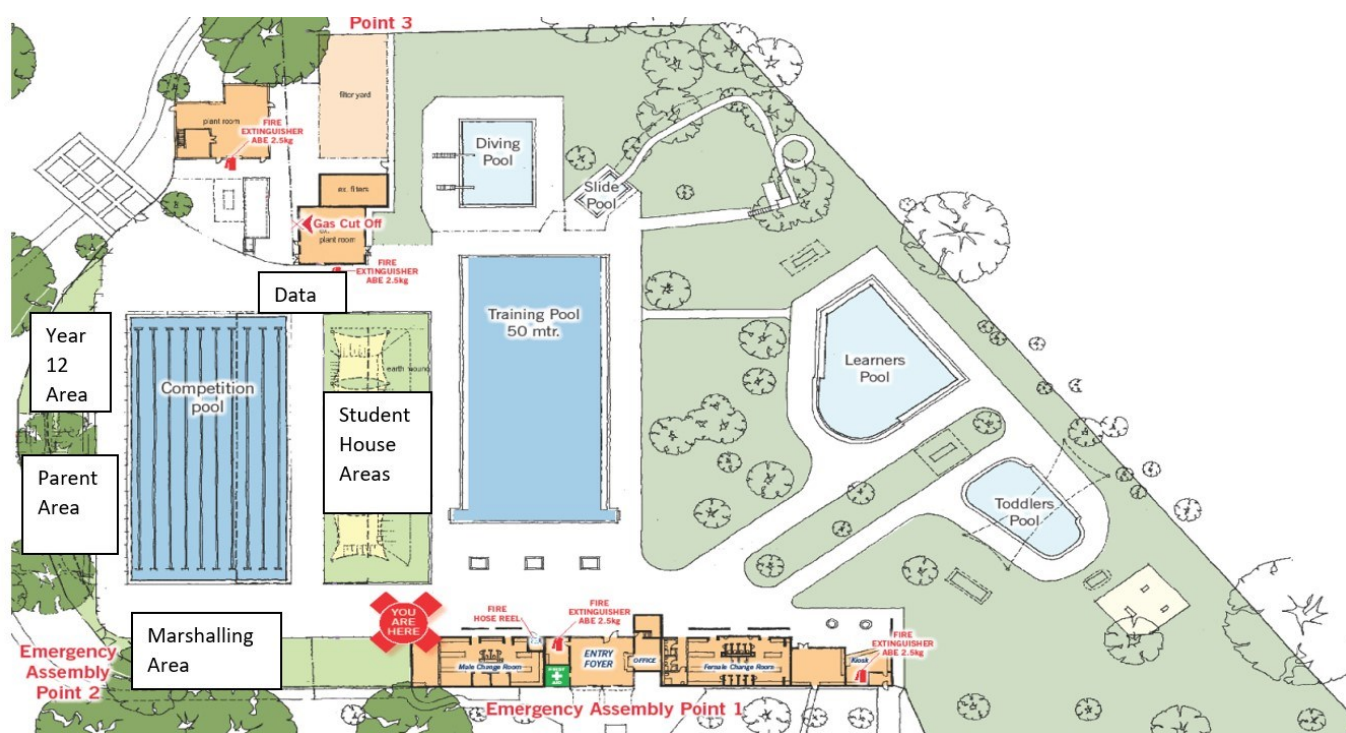 Point 3
filter yard
plant room
FIRE
EXTINGUISHER
ABE 2.5kg
Diving
Pool
Slide
Pool
ex. filters
Gas Cut Off
plant room
FIRE
EXTINGUISHER
ABE 2.5kg
Data
Year
12
Area
Competition
pool
earth mound
Training Pool
50 mtr.
Learners
Pool
Student
House
Areas
Parent
Area
Toddlers
Pool
YOU
ARE
HERE
Marshalling
Area
Emergency
Assembly
Point 2
FIRE
HOSE REEL
FIRE
EXTINGUISHER
ABE 2.5kg
Male Change Room
FIRST
AID
ENTRY
FOYER
OFFICE
Female Change Room
Kiosk
FIRE
EXTINGUISHER
ABE 2.5kg
Emergency Assembly Point 1